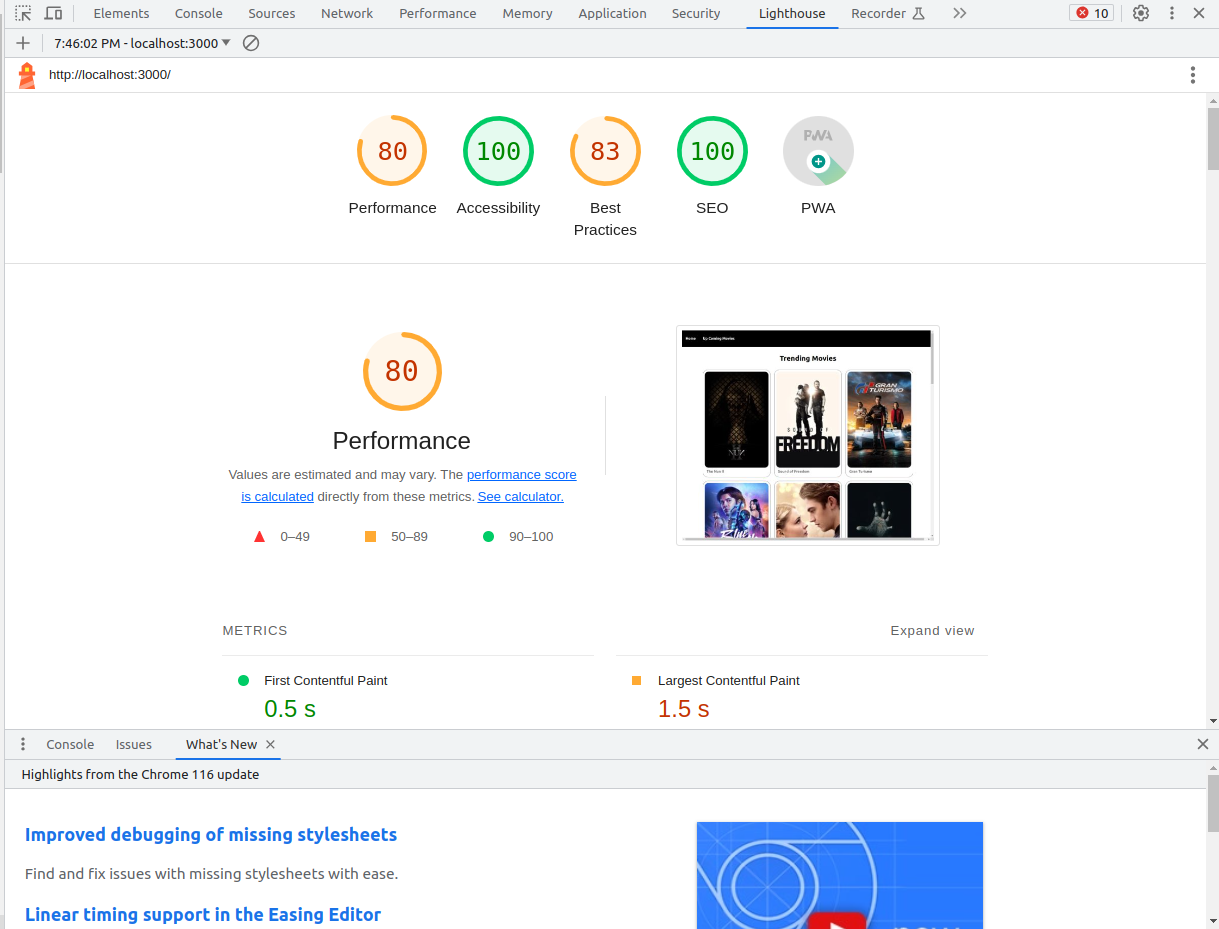 Elements Console Sources Network Performance Memory Application Security Lighthouse Recorder 10
7:46:02 PM - localhost:3000
http://localhost:3000/
80 100 83 100 PWA
Performance Accessibility Best Practices SEO PWA
80
Performance
Values are estimated and may vary. The performance score
is calculated directly from these metrics. See calculator.
0–49 50–89 90–100
Home
Trending Movies
GRAN TURISMO
SOUND OF FREEDOM
The Nun II Sound of Freedom Gran Turismo
METRICS Expand view
First Contentful Paint Largest Contentful Paint
0.5 s 1.5 s
Console Issues What's New
Highlights from the Chrome 116 update
Improved debugging of missing stylesheets
Find and fix issues with missing stylesheets with ease.
Linear timing support in the Easing Editor